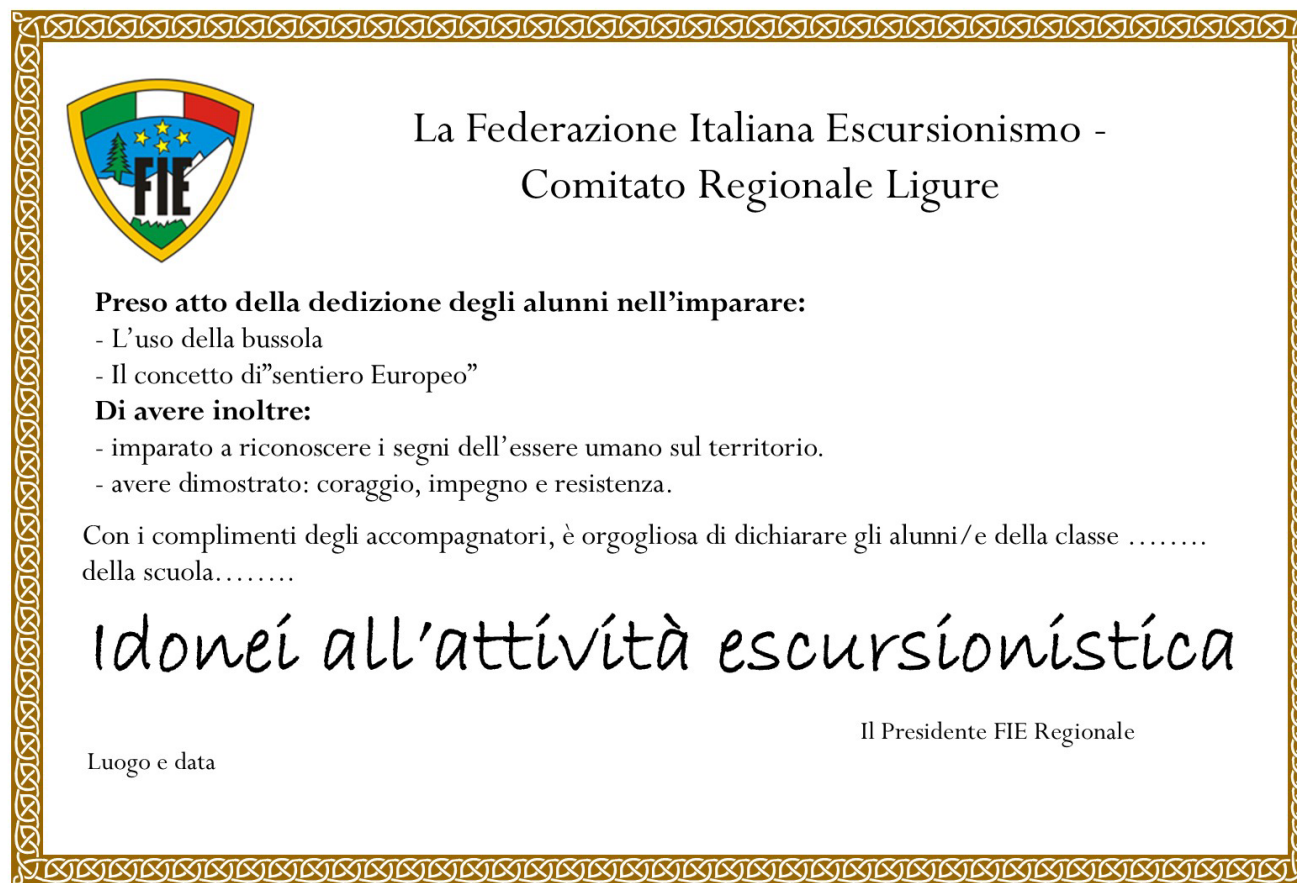 FIE
La Federazione Italiana Escursionismo -
Comitato Regionale Ligure
Preso atto della dedizione degli alunni nell’imparare:
- L’uso della bussola
- Il concetto di”sentiero Europeo”
Di avere inoltre:
- imparato a riconoscere i segni dell’essere umano sul territorio.
- avere dimostrato: coraggio, impegno e resistenza.
Con i complimenti degli accompagnatori, è orgogliosa di dichiarare gli alunni/e della classe ……..
della scuola……..
Idonei all’attività escursionistica
Il Presidente FIE Regionale
Luogo e data